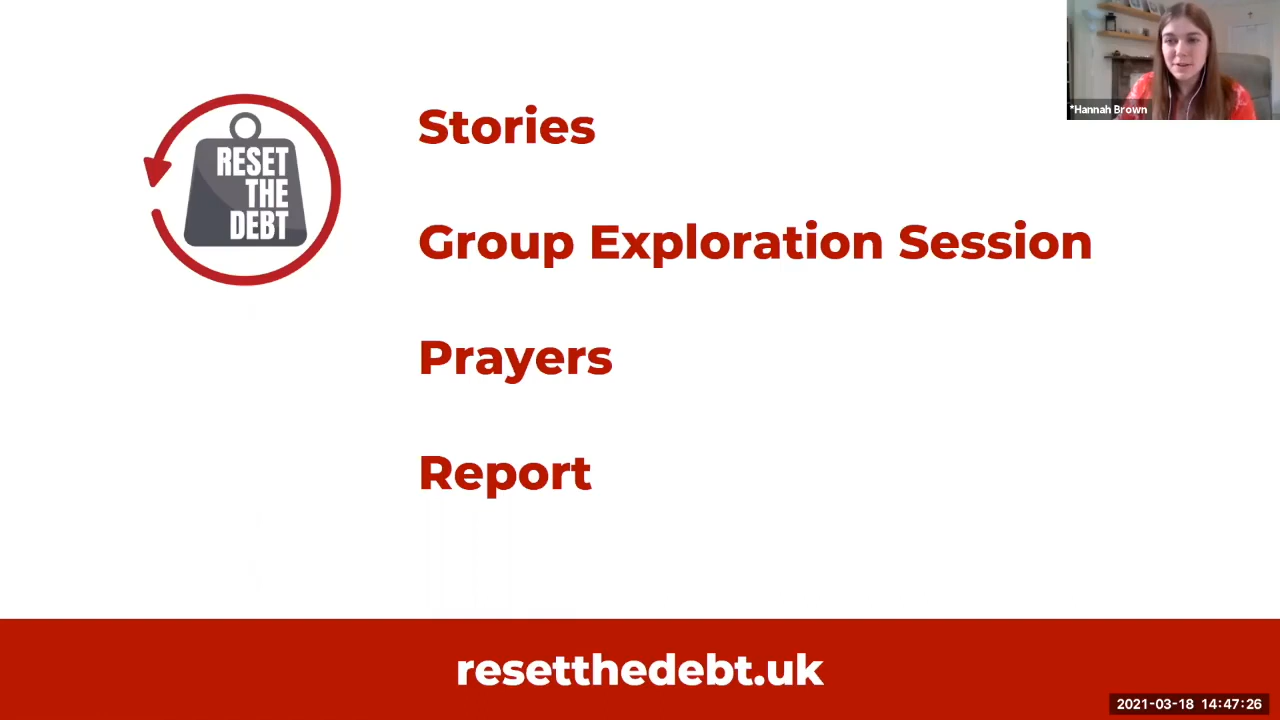 *Hannah Brown
RESET
THE
DEBT
Stories
Group Exploration Session
Prayers
Report
resetthedebt.uk
2021-03-18 14:47:26